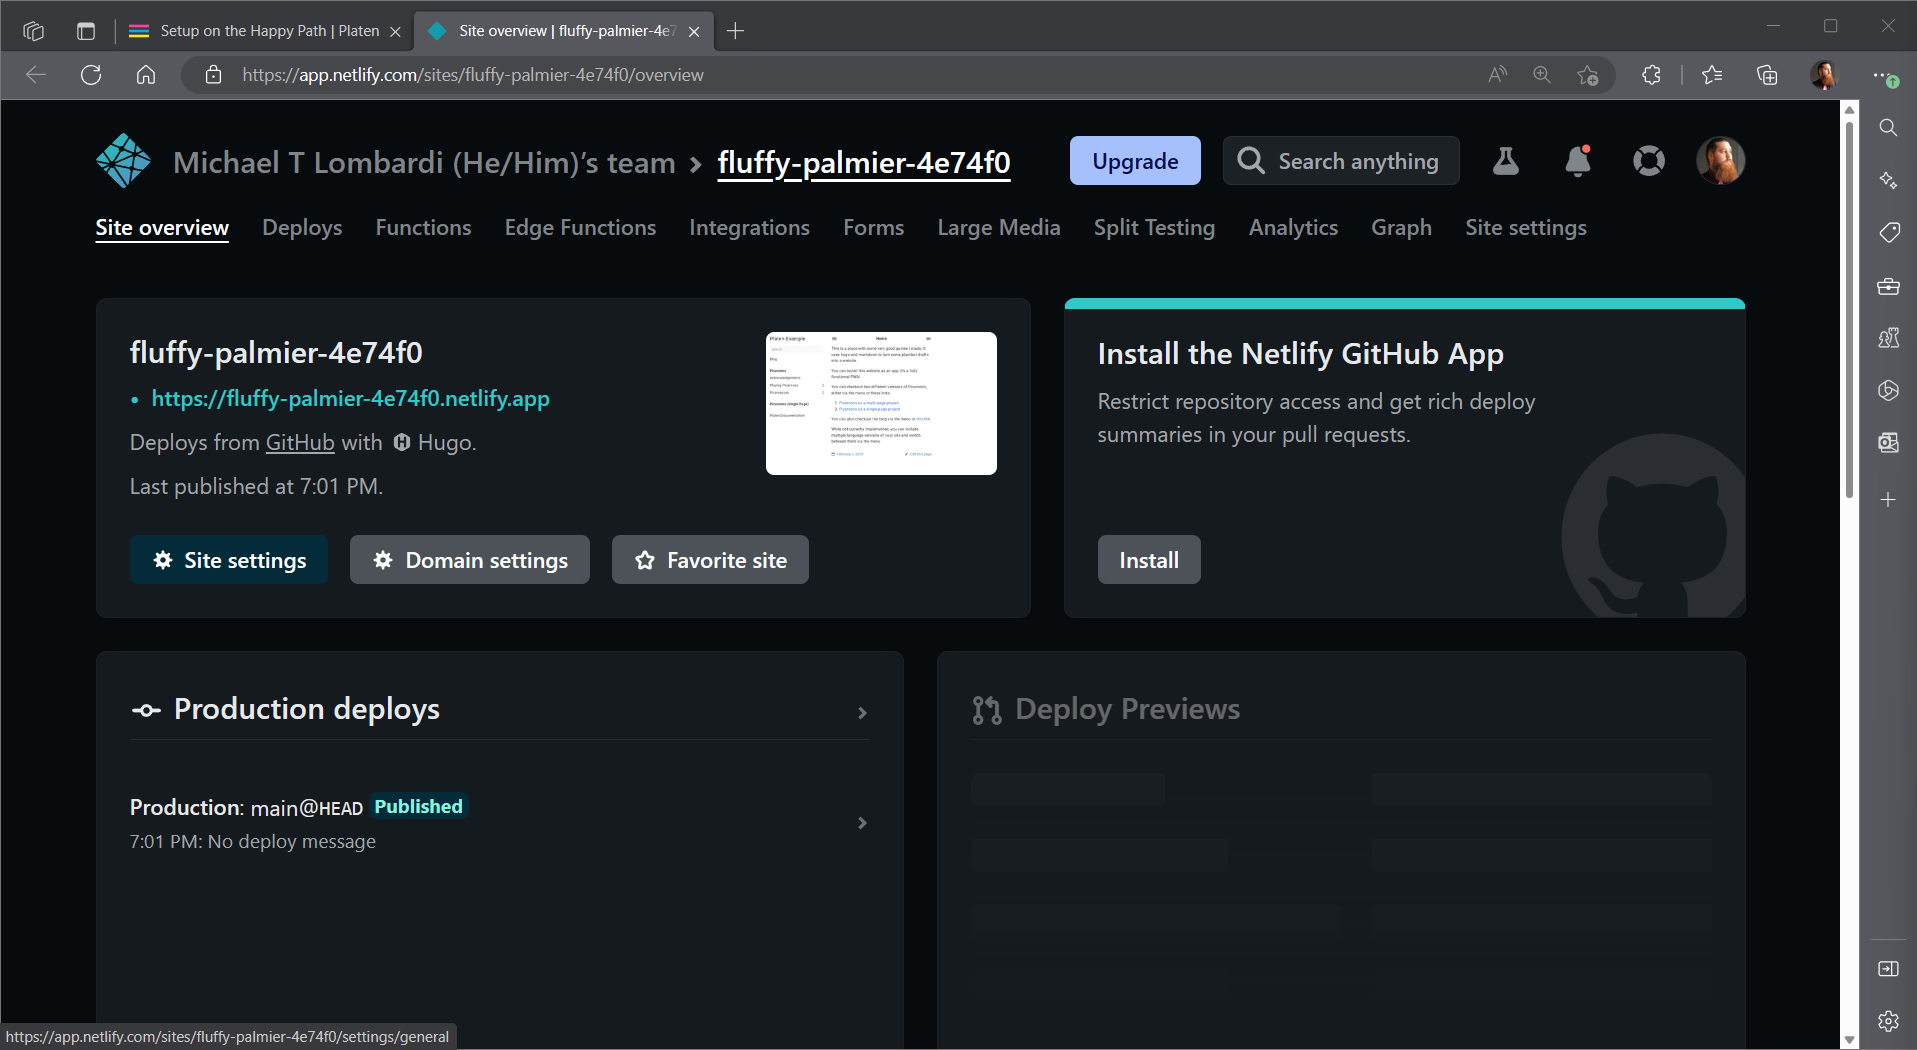 Setup on the Happy Path | Platen
Site overview | fluffy-palmier-4e7
https://app.netlify.com/sites/fluffy-palmier-4e74f0/overview
Michael T Lombardi (He/Him)’s team
fluffy-palmier-4e74f0
Upgrade
Search anything
Site overview
Deploys
Functions
Edge Functions
Integrations
Forms
Large Media
Split Testing
Analytics
Graph
Site settings
fluffy-palmier-4e74f0
https://fluffy-palmier-4e74f0.netlify.app
Deploys from GitHub with Hugo.
Last published at 7:01 PM.
Platen Example
Home
Blog
Site settings
Domain settings
Favorite site
Install the Netlify GitHub App
Restrict repository access and get rich deploy
summaries in your pull requests.
Install
Production deploys
Production: main@HEAD Published
7:01 PM: No deploy message
Deploy Previews
https://app.netlify.com/sites/fluffy-palmier-4e74f0/settings/general